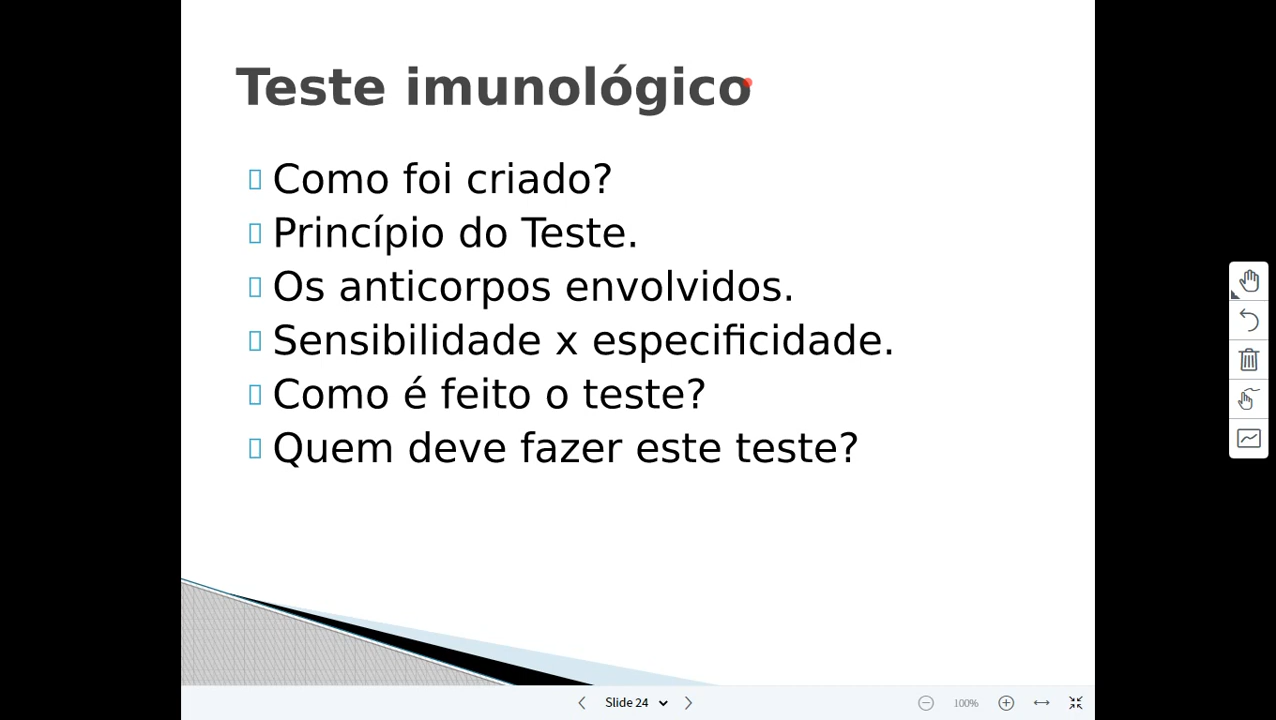 Teste imunológico
Como foi criado?
Princípio do Teste.
Os anticorpos envolvidos.
Sensibilidade x especificidade.
Como é feito o teste?
Quem deve fazer este teste?
Slide 24
100%